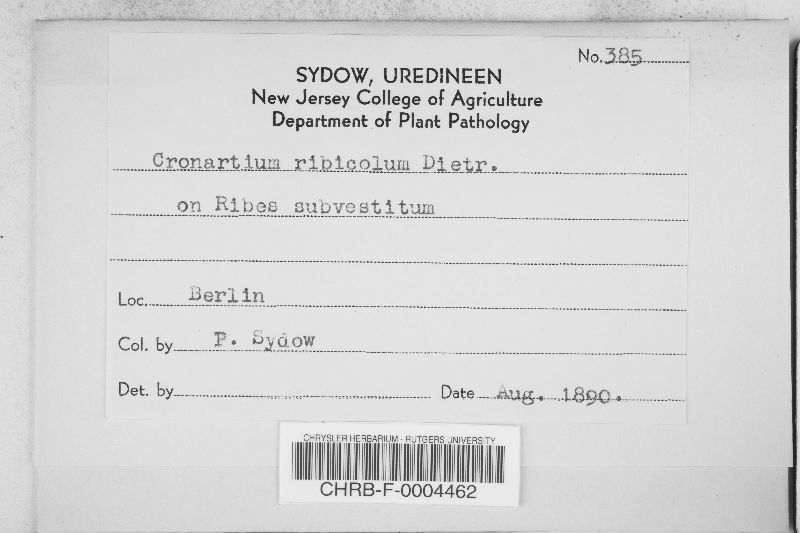 No. 385
SYDOW, UREDINEEN
New Jersey College of Agriculture
Department of Plant Pathology
Cronartium ribicolum Dietr.
on Ribes subvestitum
Loc. Berlin
Col. by P. Sydow
Det. by
Date Aug. 1890.
CHRYSLER HERBARIUM - RUTGERS UNIVERSITY
CHRB-F-0004462